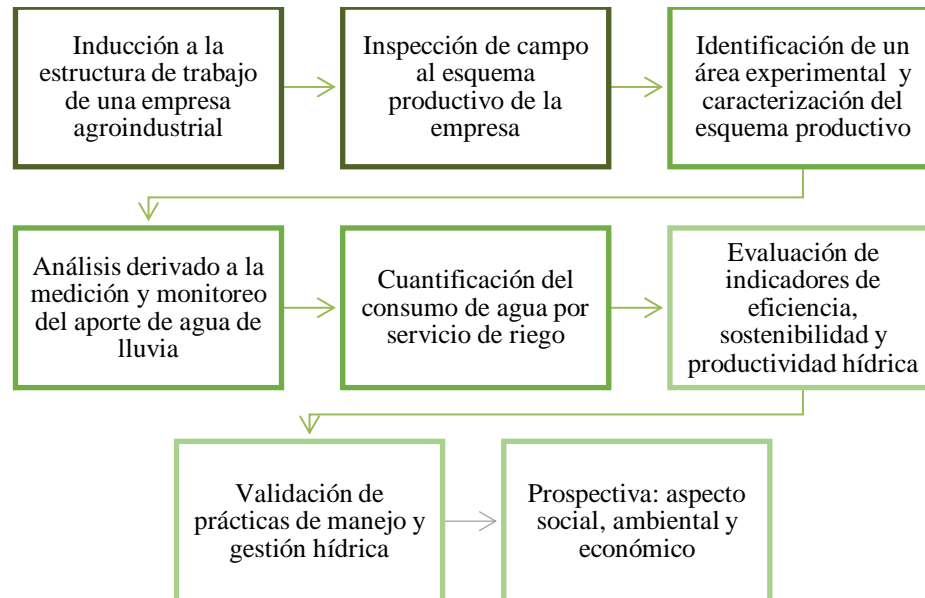 Inducción a la
estructura de trabajo
de una empresa
agroindustrial
Inspección de campo
al esquema
productivo de la
empresa
Identificación de un
área experimental y
caracterización del
esquema productivo
Análisis derivado a la
medición y monitoreo
del aporte de agua de
lluvia
Cuantificación del
consumo de agua por
servicio de riego
Evaluación de
indicadores de
eficiencia,
sostenibilidad y
productividad hídrica
Validación de
prácticas de manejo y
gestión hídrica
Prospectiva: aspecto
social, ambiental y
económico